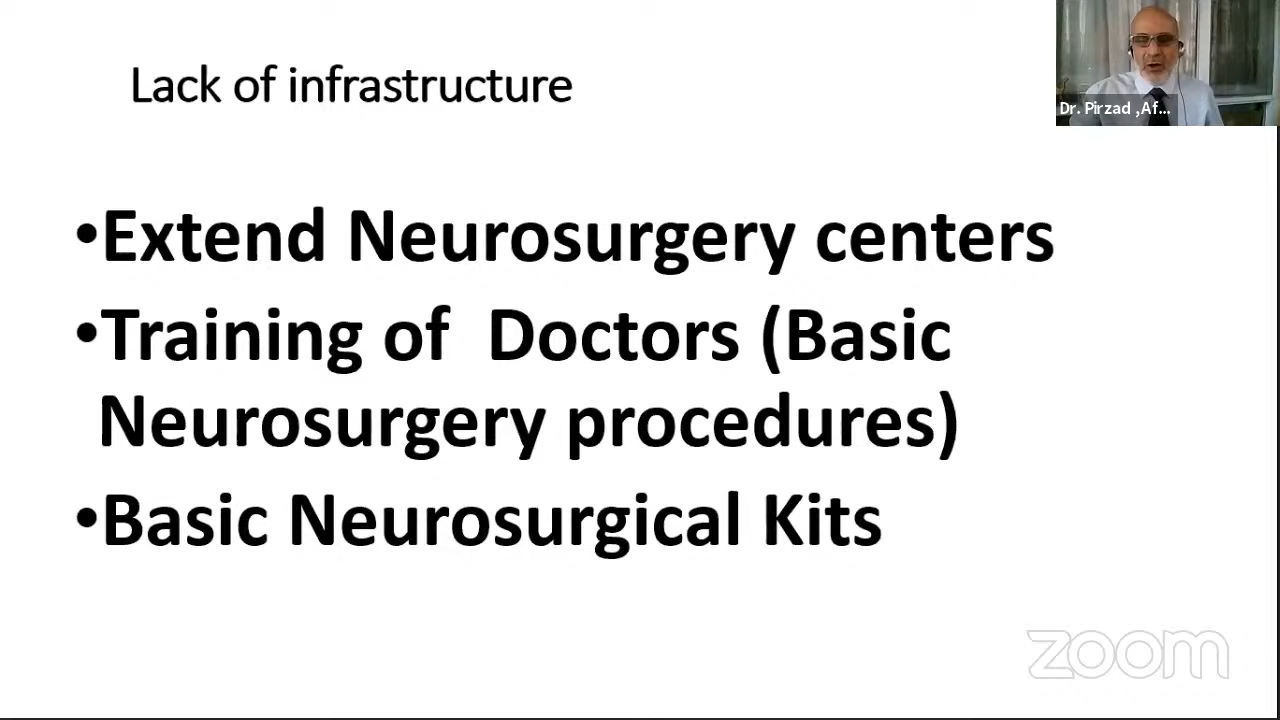 Lack of infrastructure
Dr. Pirzad ,Af...
•Extend Neurosurgery centers
•Training of Doctors (Basic
Neurosurgery procedures)
•Basic Neurosurgical Kits
zoom